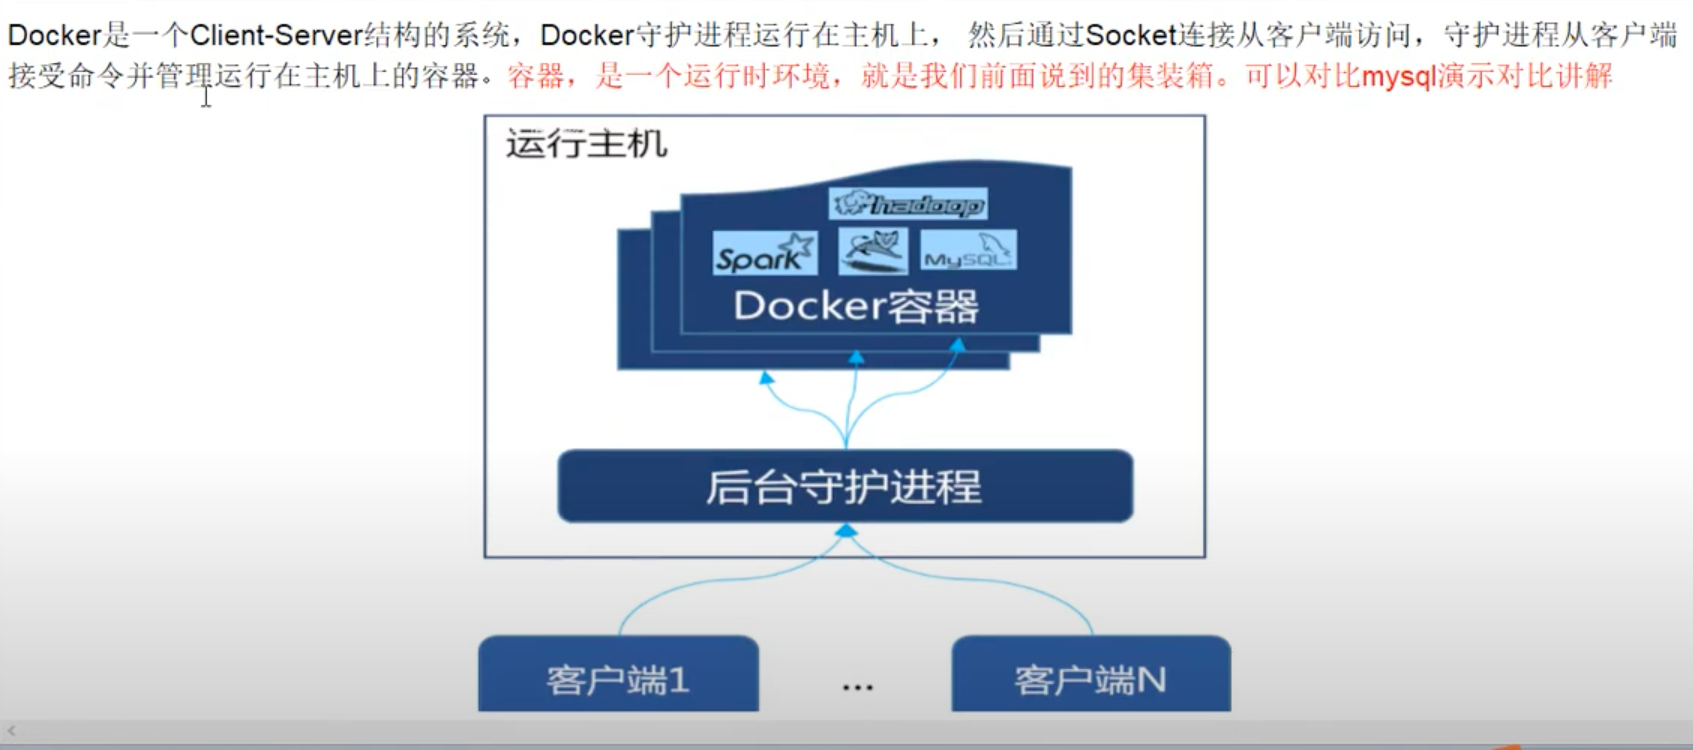 Docker是一个Client-Server结构的系统，Docker守护进程运行在主机上， 然后通过Socket连接从客户端访问，守护进程从客户端
接受命令并管理运行在主机上的容器。容器，是一个运行时环境，就是我们前面说到的集装箱。可以对比mysql演示对比讲解
运行主机
hadoop
Spark
MySQL
Docker容器
后台守护进程
客户端1 ... 客户端N